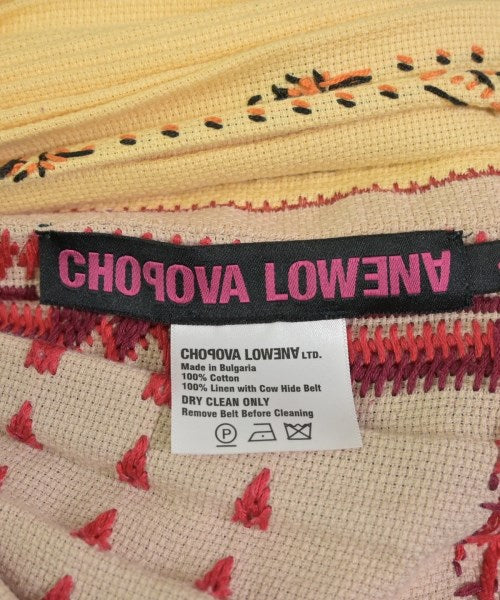 CHOPOVA LOWENA
CHOPOVA LOWENA LTD.
Made in Bulgaria
100% Cotton
100% Linen with Cow Hide Belt
DRY CLEAN ONLY
Remove Belt Before Cleaning
P